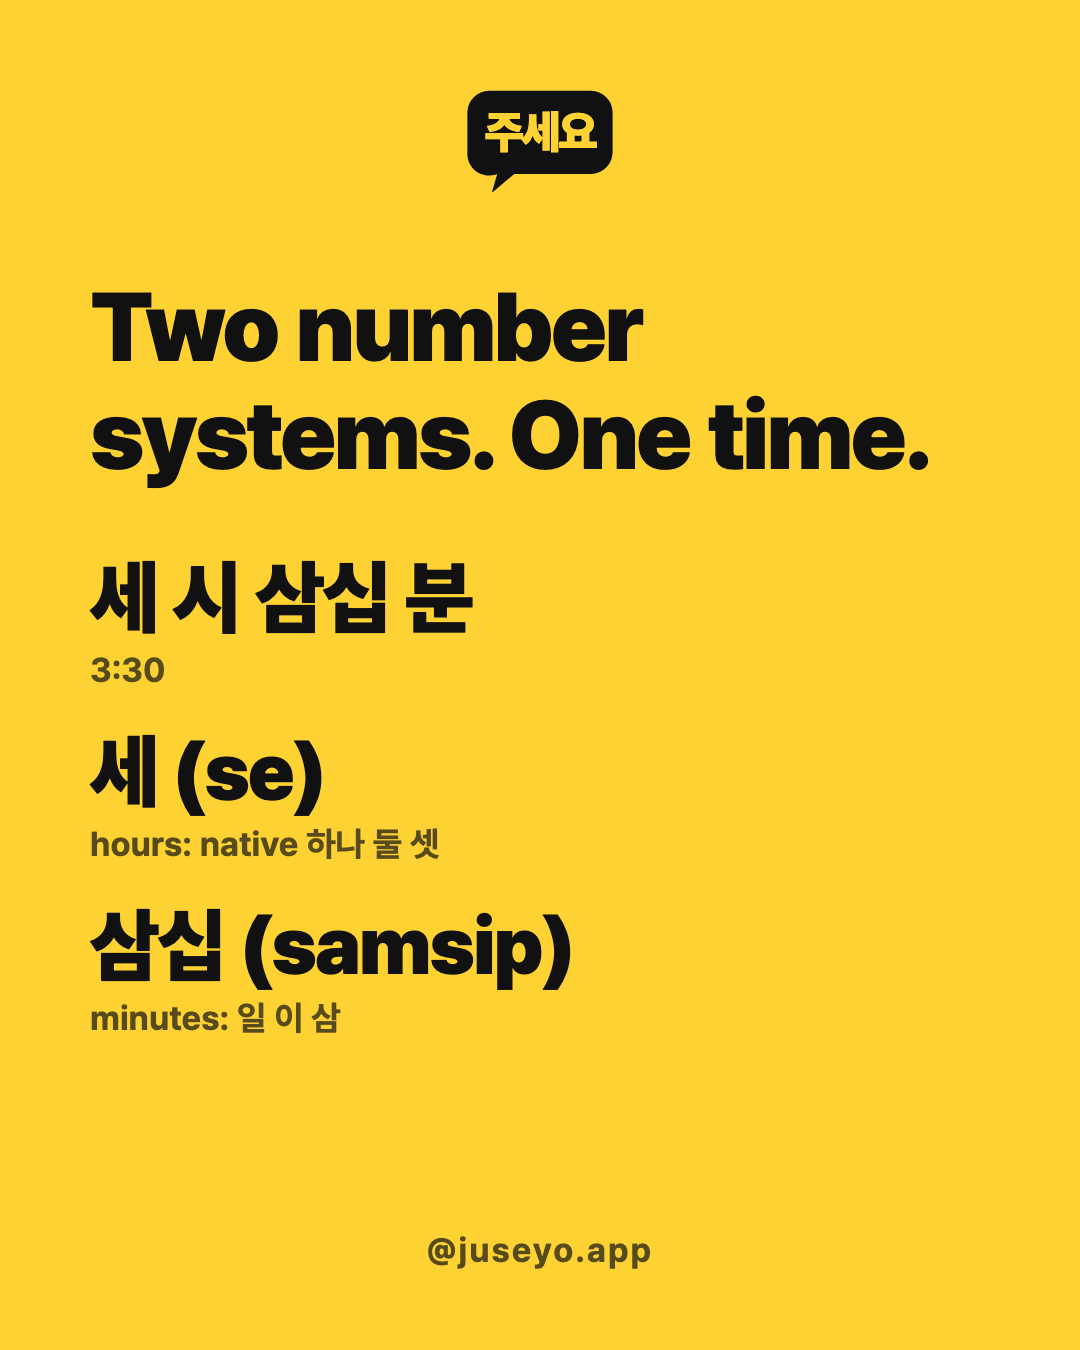 주세요
Two number
systems. One time.
세 시 삼십 분
3:30
세 (se)
hours: native 하나 둘 셋
삼십 (samsip)
minutes: 일 이 삼
@juseyo.app